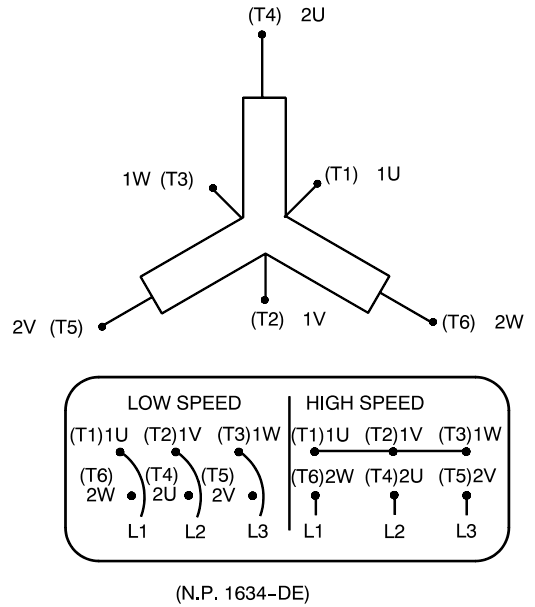 (T4) 2U
1W (T3)
(T1) 1U
2V (T5)
(T2) 1V
(T6) 2W
LOW SPEED
(T1)1U (T2)1V (T3)1W
(T6) (T4) (T5)
2W 2U 2V
L1 L2 L3
HIGH SPEED
(T1)1U (T2)1V (T3)1W
(T6)2W (T4)2U (T5)2V
L1 L2 L3
(N.P. 1634-DE)